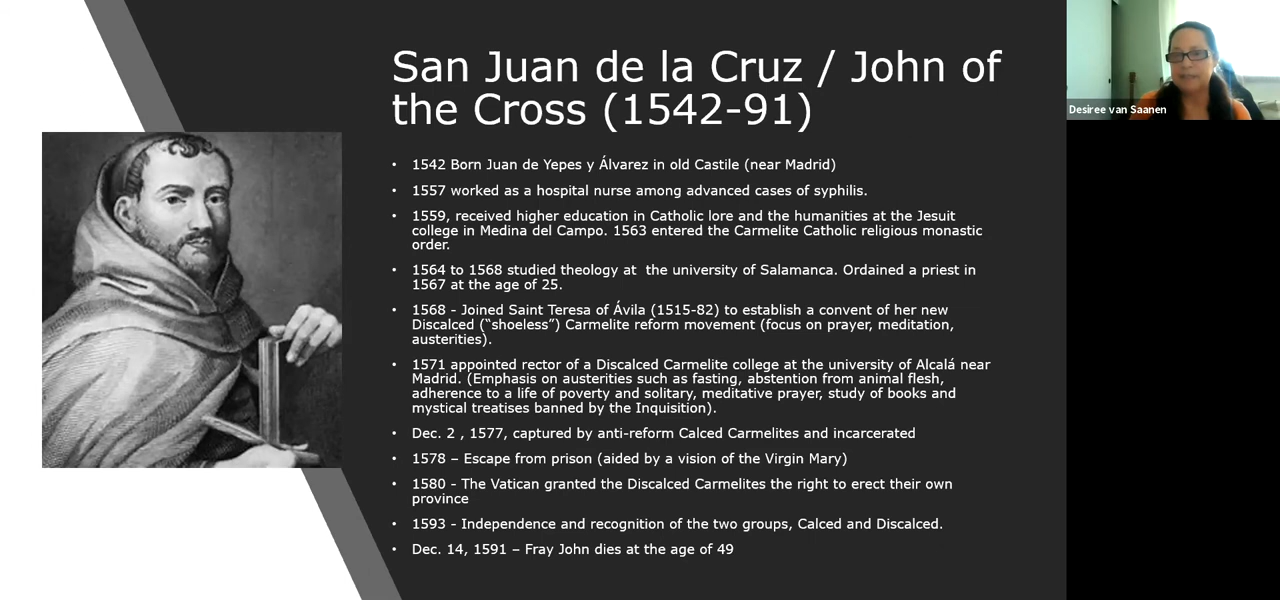 San Juan de la Cruz / John of
the Cross (1542-91)
• 1542 Born Juan de Yepes y Álvarez in old Castile (near Madrid)
• 1557 worked as a hospital nurse among advanced cases of syphilis.
• 1559, received higher education in Catholic lore and the humanities at the Jesuit
college in Medina del Campo. 1563 entered the Carmelite Catholic religious monastic
order.
• 1564 to 1568 studied theology at the university of Salamanca. Ordained a priest in
1567 at the age of 25.
• 1568 - Joined Saint Teresa of Ávila (1515-82) to establish a convent of her new
Discalced (“shoeless”) Carmelite reform movement (focus on prayer, meditation,
austerities).
• 1571 appointed rector of a Discalced Carmelite college at the university of Alcalá near
Madrid. (Emphasis on austerities such as fasting, abstention from animal flesh,
adherence to a life of poverty and solitary, meditative prayer, study of books and
mystical treatises banned by the Inquisition).
• Dec. 2 , 1577, captured by anti-reform Calced Carmelites and incarcerated
• 1578 – Escape from prison (aided by a vision of the Virgin Mary)
• 1580 - The Vatican granted the Discalced Carmelites the right to erect their own
province
• 1593 - Independence and recognition of the two groups, Calced and Discalced.
• Dec. 14, 1591 – Fray John dies at the age of 49
Desiree van Saanen